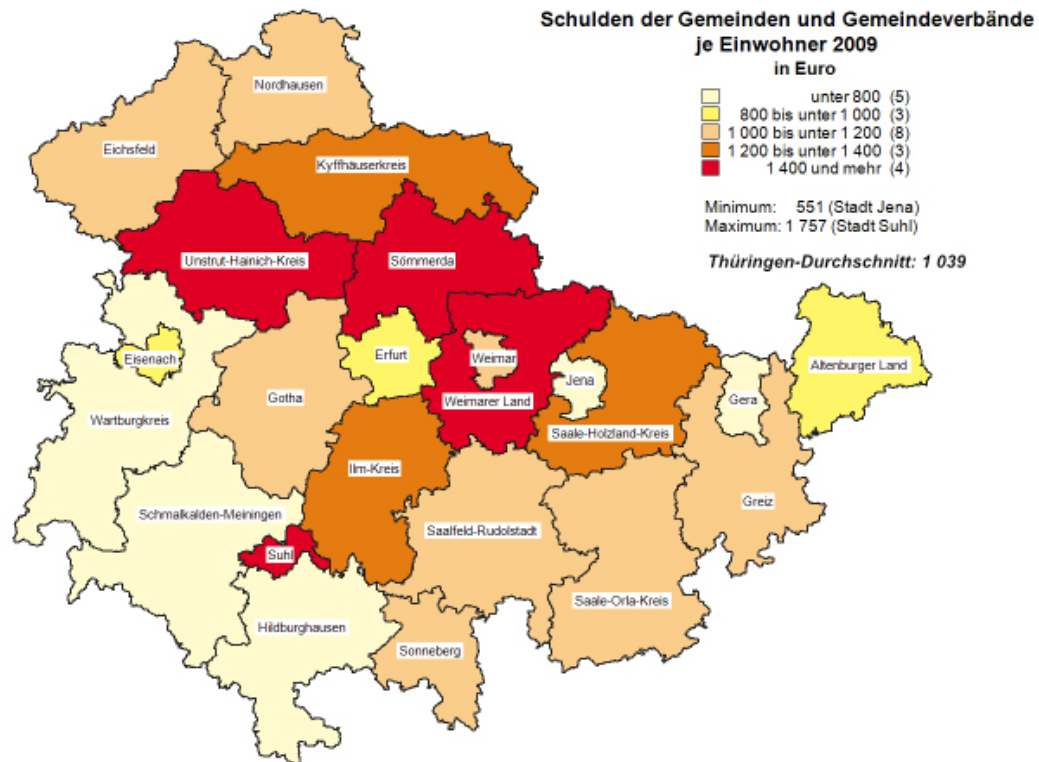 Schulden der Gemeinden und Gemeindeverbände
je Einwohner 2009
in Euro
unter 800 (5)
800 bis unter 1 000 (3)
1 000 bis unter 1 200 (8)
1 200 bis unter 1 400 (3)
1 400 und mehr (4)
Minimum: 551 (Stadt Jena)
Maximum: 1 757 (Stadt Suhl)
Thüringen-Durchschnitt: 1 039
Nordhausen
Eichsfeld
Kyffhäuserkreis
Unstrut-Hainich-Kreis
Sömmerda
Eisenach
Erfurt
Weimar
Jena
Altenburger Land
Gotha
Weimarer Land
Gera
Wartburgkreis
Saale-Holzland-Kreis
Ilm-Kreis
Greiz
Schmalkalden-Meiningen
Saalfeld-Rudolstadt
Suhl
Saale-Orla-Kreis
Hildburghausen
Sonneberg